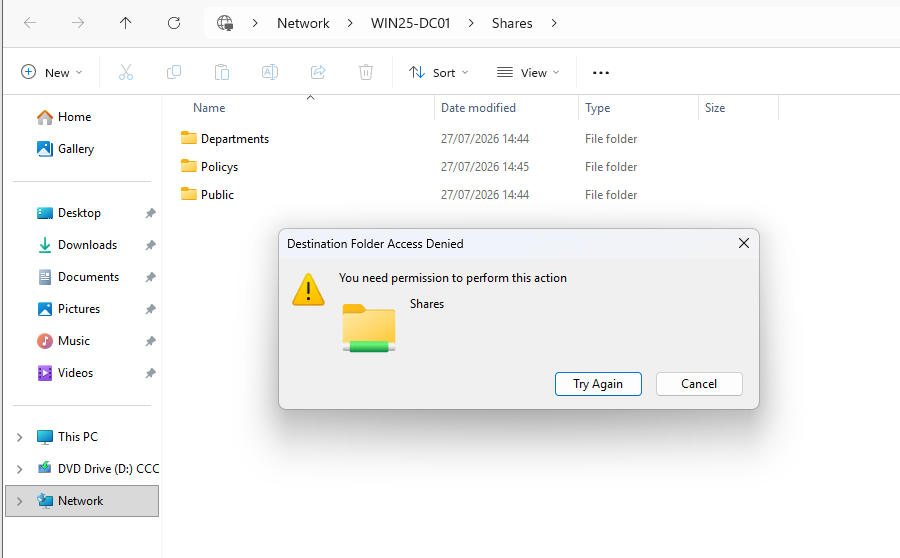 Network > WIN25-DC01 > Shares >
New Sort View
Name Date modified Type Size
Home
Gallery
Departments 27/07/2026 14:44 File folder
Policys 27/07/2026 14:45 File folder
Public 27/07/2026 14:44 File folder
Desktop
Downloads
Documents
Pictures
Music
Videos
This PC
DVD Drive (D:) CCC
Network
Destination Folder Access Denied
You need permission to perform this action
Shares
Try Again Cancel